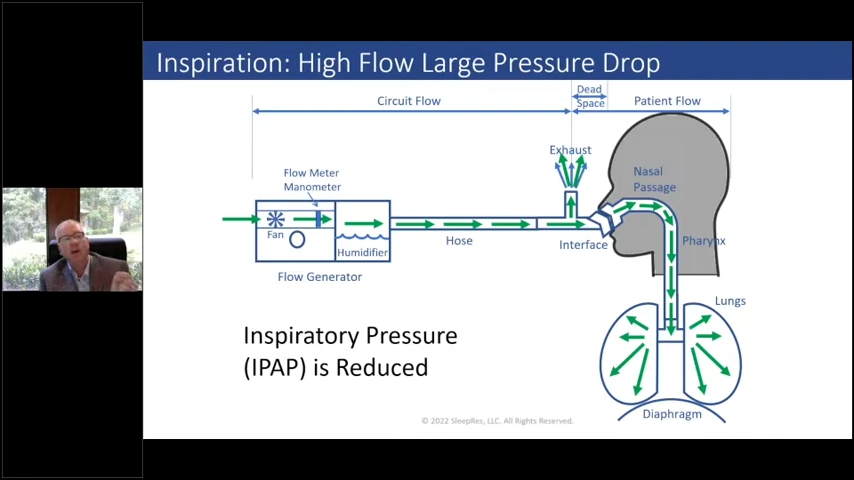 Inspiration: High Flow Large Pressure Drop
Dead
Space
Circuit Flow
Patient Flow
Exhaust
Flow Meter
Manometer
Nasal
Passage
Fan
Hose
Interface
Pharynx
Humidifier
Flow Generator
Lungs
Inspiratory Pressure
(IPAP) is Reduced
Diaphragm
© 2022 SleepRes, LLC. All Rights Reserved.